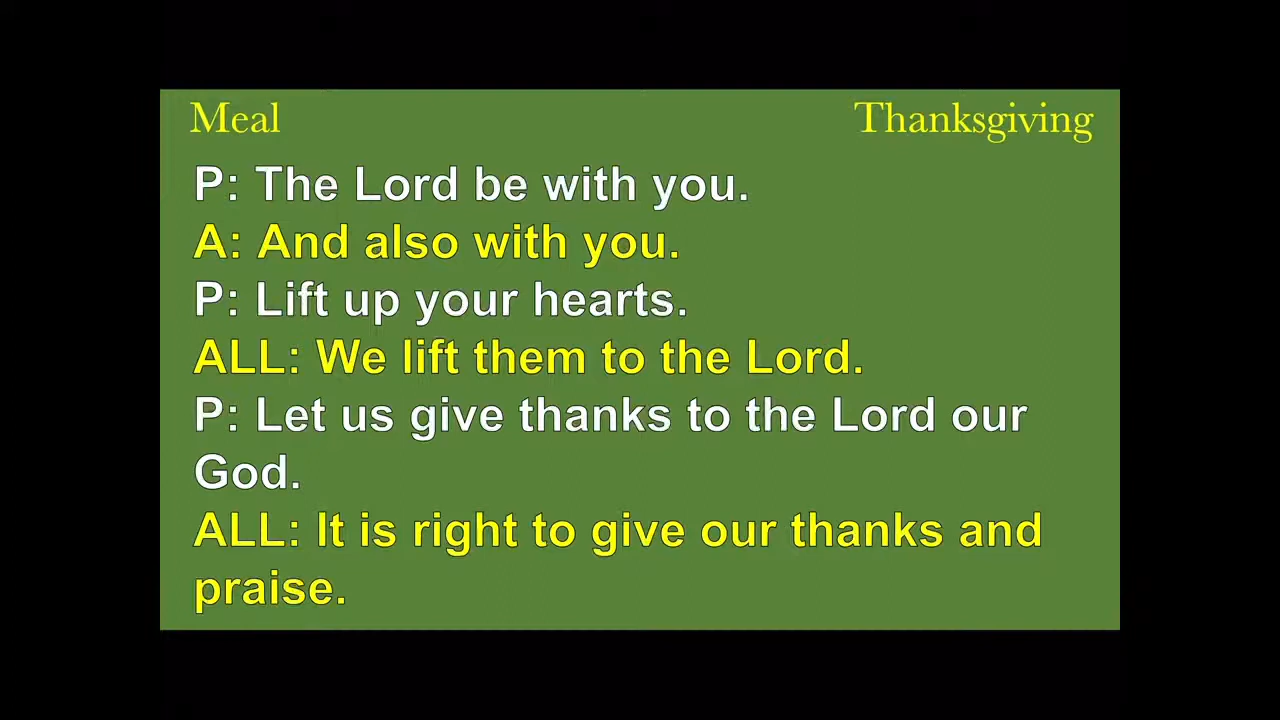 Meal Thanksgiving
P: The Lord be with you.
A: And also with you.
P: Lift up your hearts.
ALL: We lift them to the Lord.
P: Let us give thanks to the Lord our
God.
ALL: It is right to give our thanks and
praise.